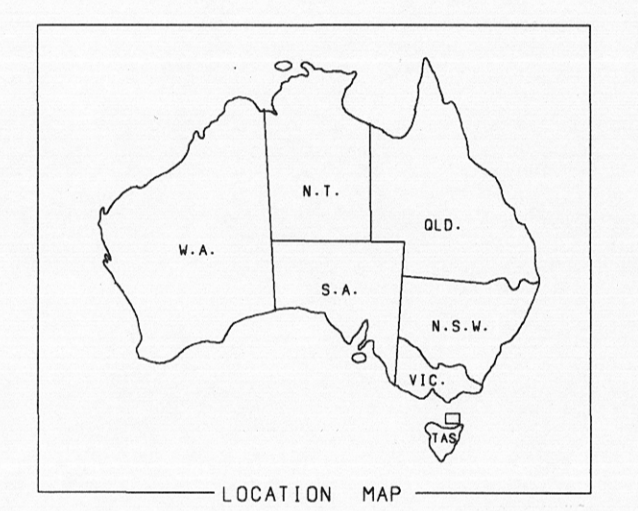 N.T.
QLD.
W.A.
S.A.
N.S.W.
VIC.
TAS
LOCATION MAP